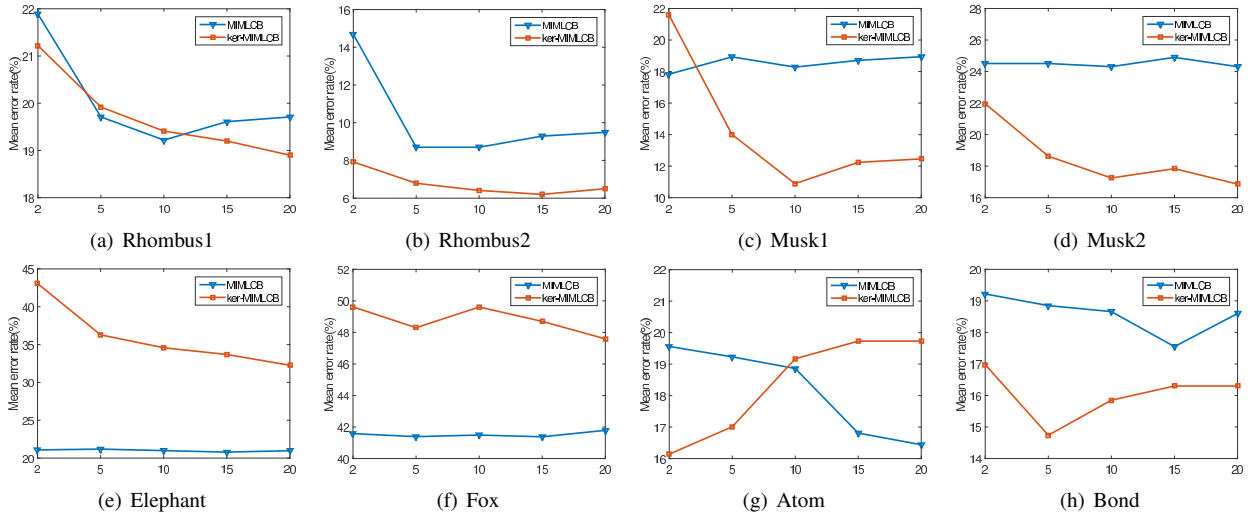 22
21
20
19
18
Mean error rate(%)
2 5 10 15 20
MIMLCB
ker-MIMLCB
(a) Rhombus1
16
14
12
10
8
6
Mean error rate(%)
2 5 10 15 20
MIMLCB
ker-MIMLCB
(b) Rhombus2
22
20
18
16
14
12
10
Mean error rate(%)
2 5 10 15 20
MIMLCB
ker-MIMLCB
(c) Musk1
28
26
24
22
20
18
16
Mean error rate(%)
2 5 10 15 20
MIMLCB
ker-MIMLCB
(d) Musk2
45
40
35
30
25
20
Mean error rate(%)
2 5 10 15 20
MIMLCB
ker-MIMLCB
(e) Elephant
52
50
48
46
44
42
40
Mean error rate(%)
2 5 10 15 20
MIMLCB
ker-MIMLCB
(f) Fox
22
21
20
19
18
17
16
Mean error rate(%)
2 5 10 15 20
MIMLCB
ker-MIMLCB
(g) Atom
20
19
18
17
16
15
14
Mean error rate(%)
2 5 10 15 20
MIMLCB
ker-MIMLCB
(h) Bond